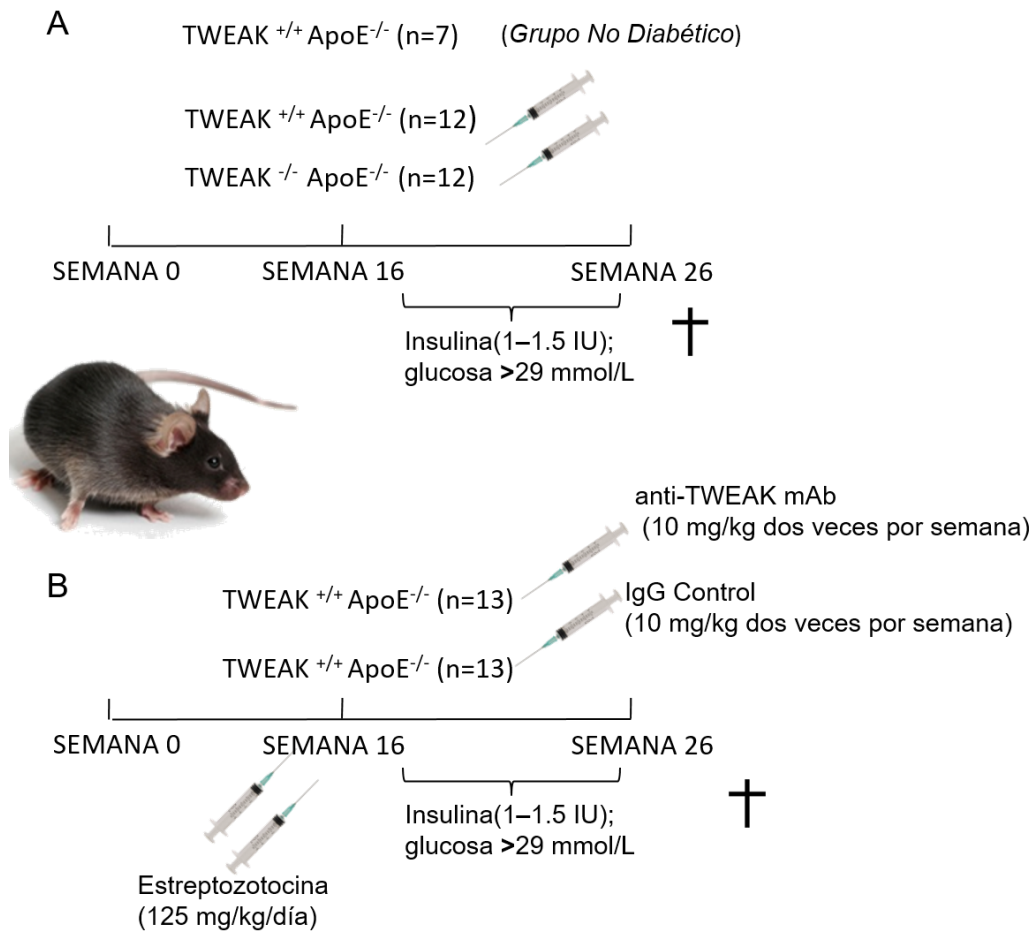 A
TWEAK +/+ ApoE-/- (n=7) (Grupo No Diabético)
TWEAK +/+ ApoE-/- (n=12)
TWEAK -/- ApoE-/- (n=12)
SEMANA 0 SEMANA 16 SEMANA 26
Insulina(1–1.5 IU);
glucosa >29 mmol/L
anti-TWEAK mAb
(10 mg/kg dos veces por semana)
B
TWEAK +/+ ApoE-/- (n=13)
IgG Control
(10 mg/kg dos veces por semana)
TWEAK +/+ ApoE-/- (n=13)
SEMANA 0 SEMANA 16 SEMANA 26
Insulina(1–1.5 IU);
glucosa >29 mmol/L
Estreptozotocina
(125 mg/kg/día)